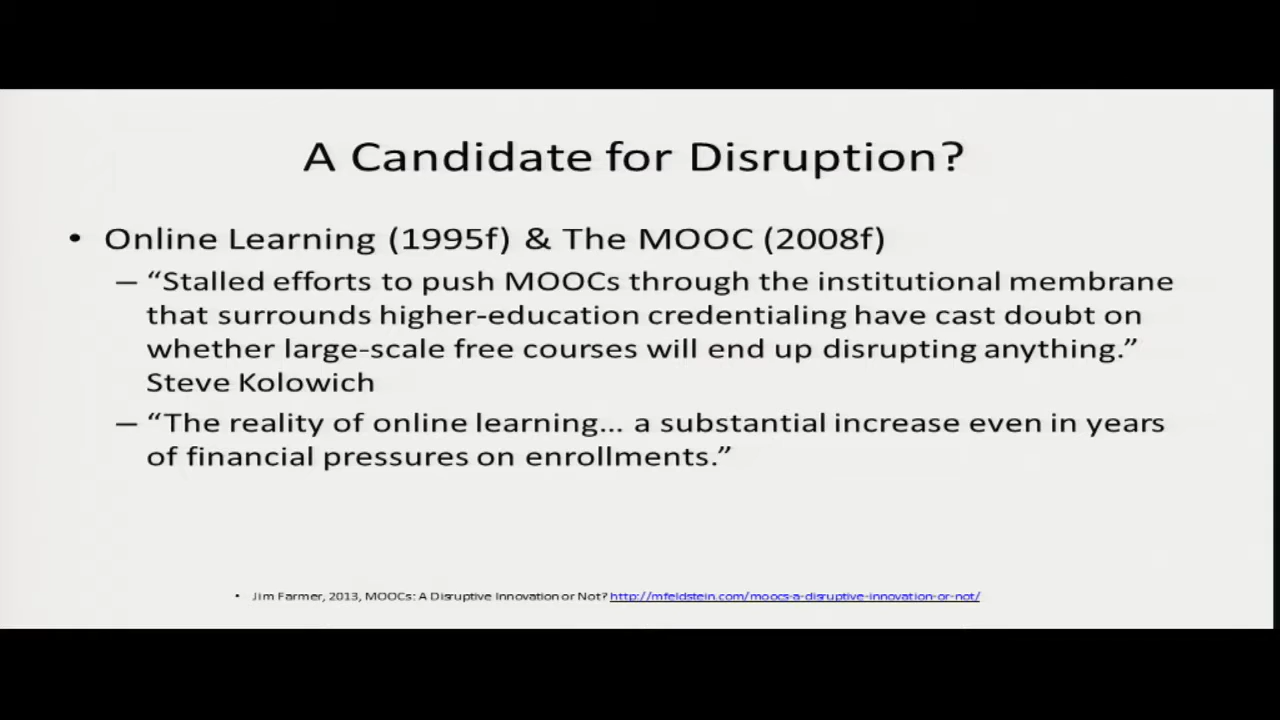 A Candidate for Disruption?
• Online Learning (1995f) & The MOOC (2008f)
– “Stalled efforts to push MOOCs through the institutional membrane
that surrounds higher-education credentialing have cast doubt on
whether large-scale free courses will end up disrupting anything.”
Steve Kolowich
– “The reality of online learning... a substantial increase even in years
of financial pressures on enrollments.”
• Jim Farmer, 2013, MOOCs: A Disruptive Innovation or Not? http://mfeldstein.com/moocs-a-disruptive-innovation-or-not/